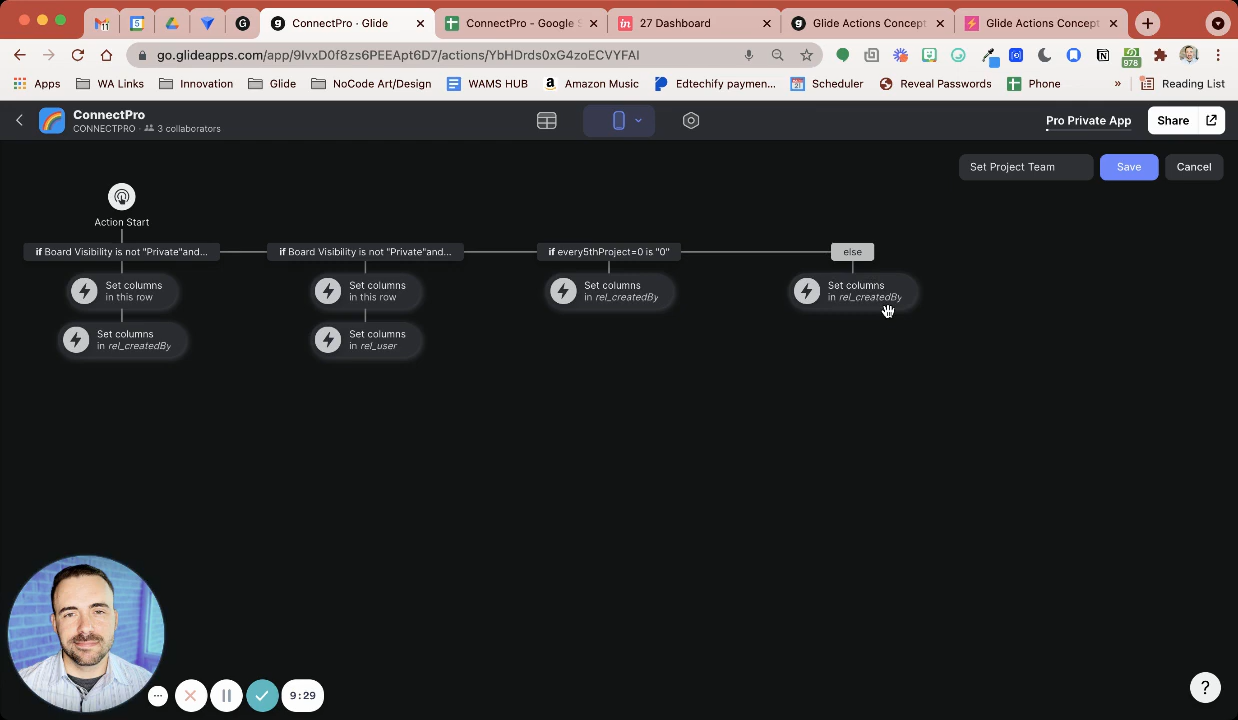 ConnectPro · Glide
ConnectPro - Google S
27 Dashboard
Glide Actions Concept
Glide Actions Concept
go.glideapps.com/app/9IvxD0f8zs6PEEApt6D7/actions/YbHDrds0xG4zoECVYFAI
978
Apps
WA Links
Innovation
Glide
NoCode Art/Design
WAMS HUB
Amazon Music
Edtechify paymen...
Scheduler
Reveal Passwords
Phone
»
Reading List
ConnectPro
CONNECTPRO · 3 collaborators
Pro Private App
Share
Set Project Team
Save
Cancel
Action Start
if Board Visibility is not "Private"and...
if Board Visibility is not "Private"and...
if every5thProject=0 is "0"
else
Set columns
in this row
Set columns
in this row
Set columns
in rel_createdBy
Set columns
in rel_createdBy
Set columns
in rel_createdBy
Set columns
in rel_user
9:29
?